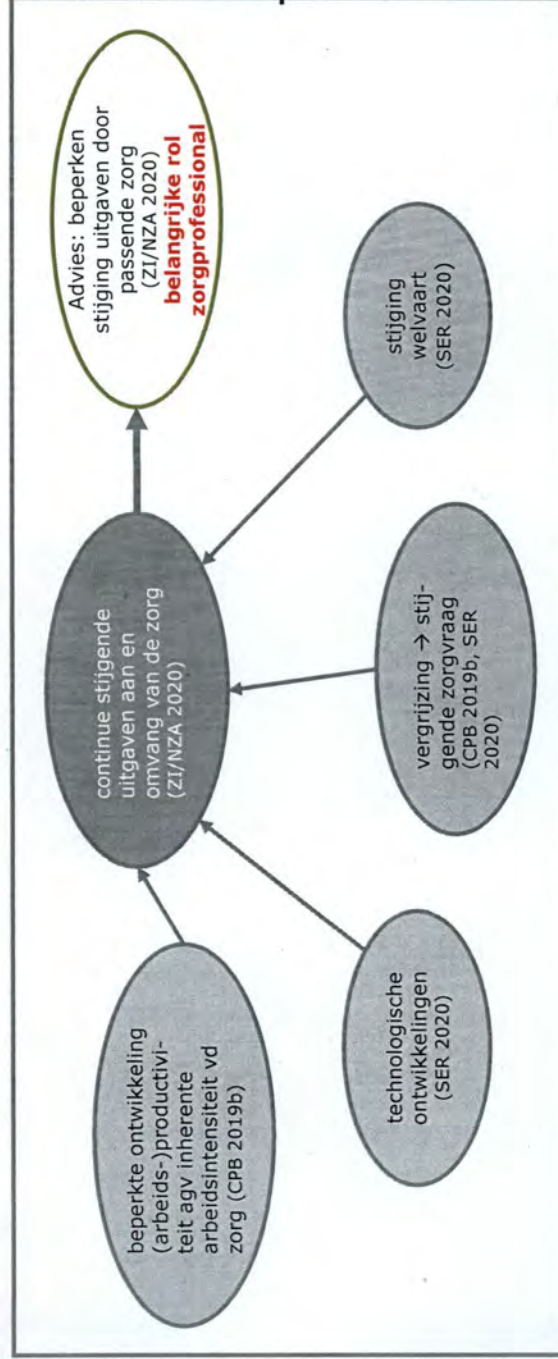 beperkte ontwikkeling
(arbeids-)productivi-
teit agv inherente
arbeidsintensiteit vd
zorg (CPB 2019b)
continue stijgende
uitgaven aan en
omvang van de zorg
(ZI/NZA 2020)
Advies: beperken
stijging uitgaven door
passende zorg
(ZI/NZA 2020)
belangrijke rol
zorgprofessional
technologische
ontwikkelingen
(SER 2020)
vergrijzing → stij-
gende zorgvraag
(CPB 2019b, SER
2020)
stijging
welvaart
(SER 2020)